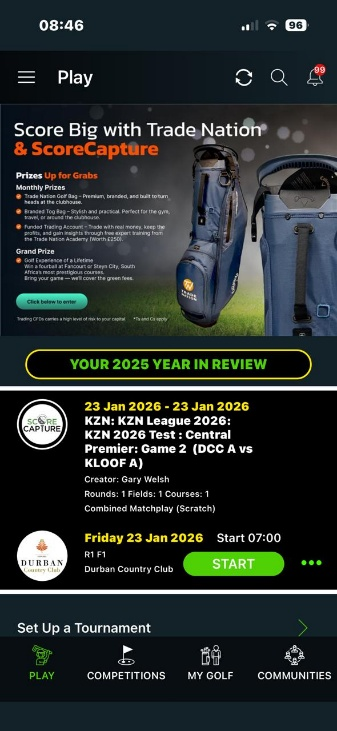 08:46
96
Play
99
Score Big with Trade Nation
& ScoreCapture
Prizes Up for Grabs
Monthly Prizes
Trade Nation Golf Bag – Premium, branded, and built to turn
heads at the clubhouse.
Branded Tog Bag – Stylish and practical. Perfect for the gym,
travel, or around the clubhouse.
Funded Trading Account – Trade with real money, keep the
profits, and gain insights through free expert training from
the Trade Nation Academy (Worth £250).
Grand Prize
Golf Experience of a Lifetime
Win a fourball at Fancourt or Steyn City, South
Africa's most prestigious courses.
Bring your game — we'll cover the green fees.
Click below to enter
Trading CFDs carries a high level of risk to your capital *Ts and Cs apply
TRADE
NATION
YOUR 2025 YEAR IN REVIEW
SCORE
CAPTURE
23 Jan 2026 - 23 Jan 2026
KZN: KZN League 2026:
KZN 2026 Test : Central
Premier: Game 2 (DCC A vs
KLOOF A)
Creator: Gary Welsh
Rounds: 1 Fields: 1 Courses: 1
Combined Matchplay (Scratch)
DURBAN
Country Club
Friday 23 Jan 2026 Start 07:00
R1 F1
Durban Country Club
START
Set Up a Tournament
PLAY
COMPETITIONS
MY GOLF
COMMUNITIES